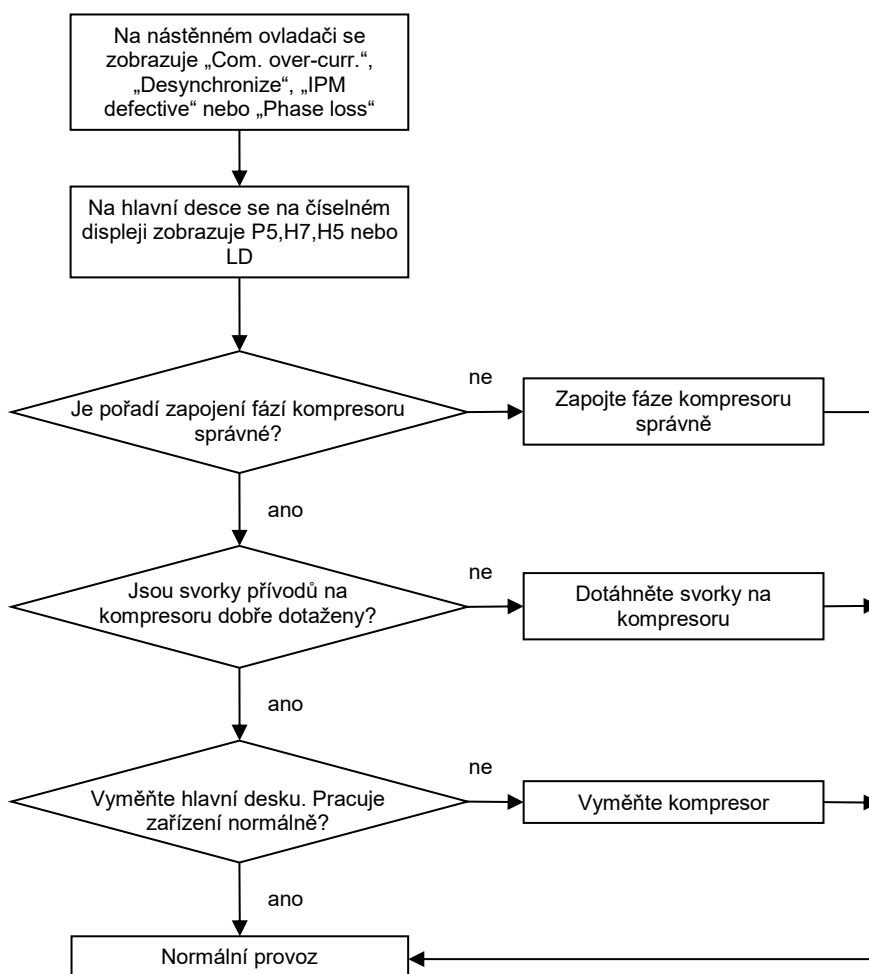 Na nástěnném ovladači se
zobrazuje „Com. over-curr.“,
„Desynchronize“, „IPM
defective“ nebo „Phase loss“
Na hlavní desce se na číselném
displeji zobrazuje P5,H7,H5 nebo
LD
ne
Je pořadí zapojení fází kompresoru
správné?
Zapojte fáze kompresoru
správně
ano
ne
Jsou svorky přívodů na
kompresoru dobře dotaženy?
Dotáhněte svorky na
kompresoru
ano
ne
Vyměňte hlavní desku. Pracuje
zařízení normálně?
Vyměňte kompresor
ano
Normální provoz